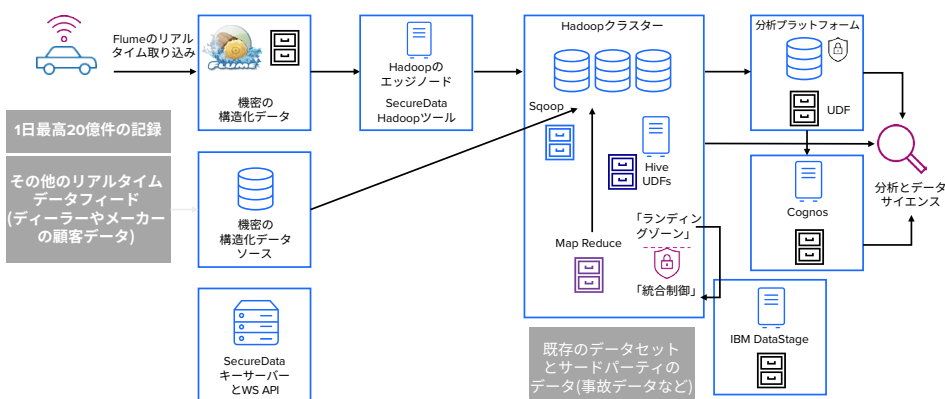 Flumeのリアル
タイム取り込み
1日最高20億件の記録
その他のリアルタイム
データフィード
(ディーラーやメーカー
の顧客データ)
FLUME
機密の
構造化データ
機密の
構造化データ
ソース
SecureData
キーサーバー
とWS API
Hadoopの
エッジノード
SecureData
Hadoopツール
Hadoopクラスター
Sqoop
Hive
UDFs
Map Reduce
「ランディン
グゾーン」
「統合制御」
既存のデータセット
とサードパーティの
データ(事故データなど)
分析プラットフォーム
UDF
Cognos
IBM DataStage
分析とデータ
サイエンス